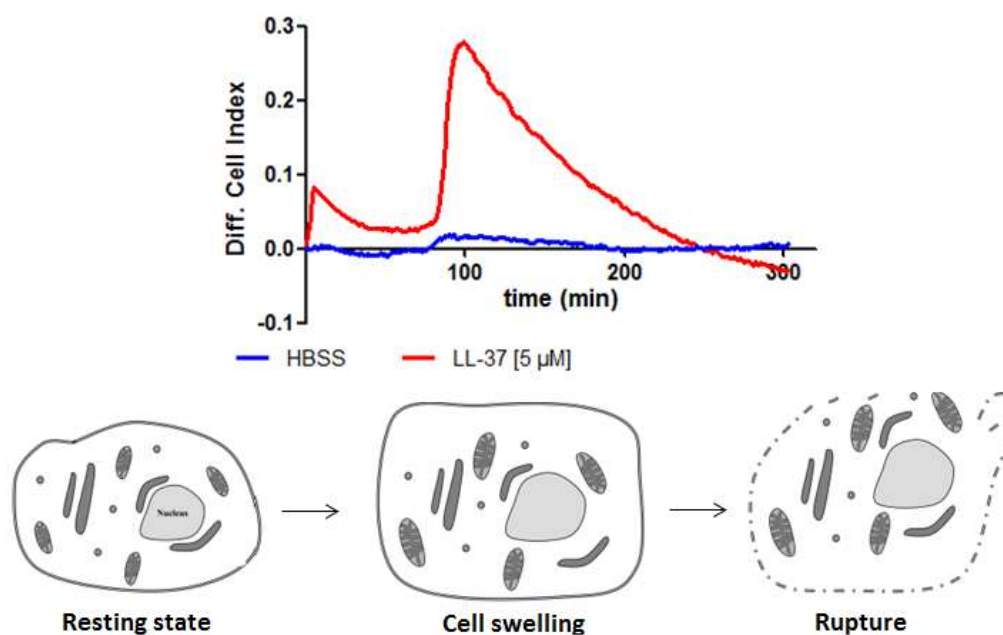 0.3
0.2
0.1
0.0
-0.1
Diff. Cell Index
100
200
300
time (min)
HBSS
LL-37 [5 µM]
Nucleus
Resting state
Cell swelling
Rupture